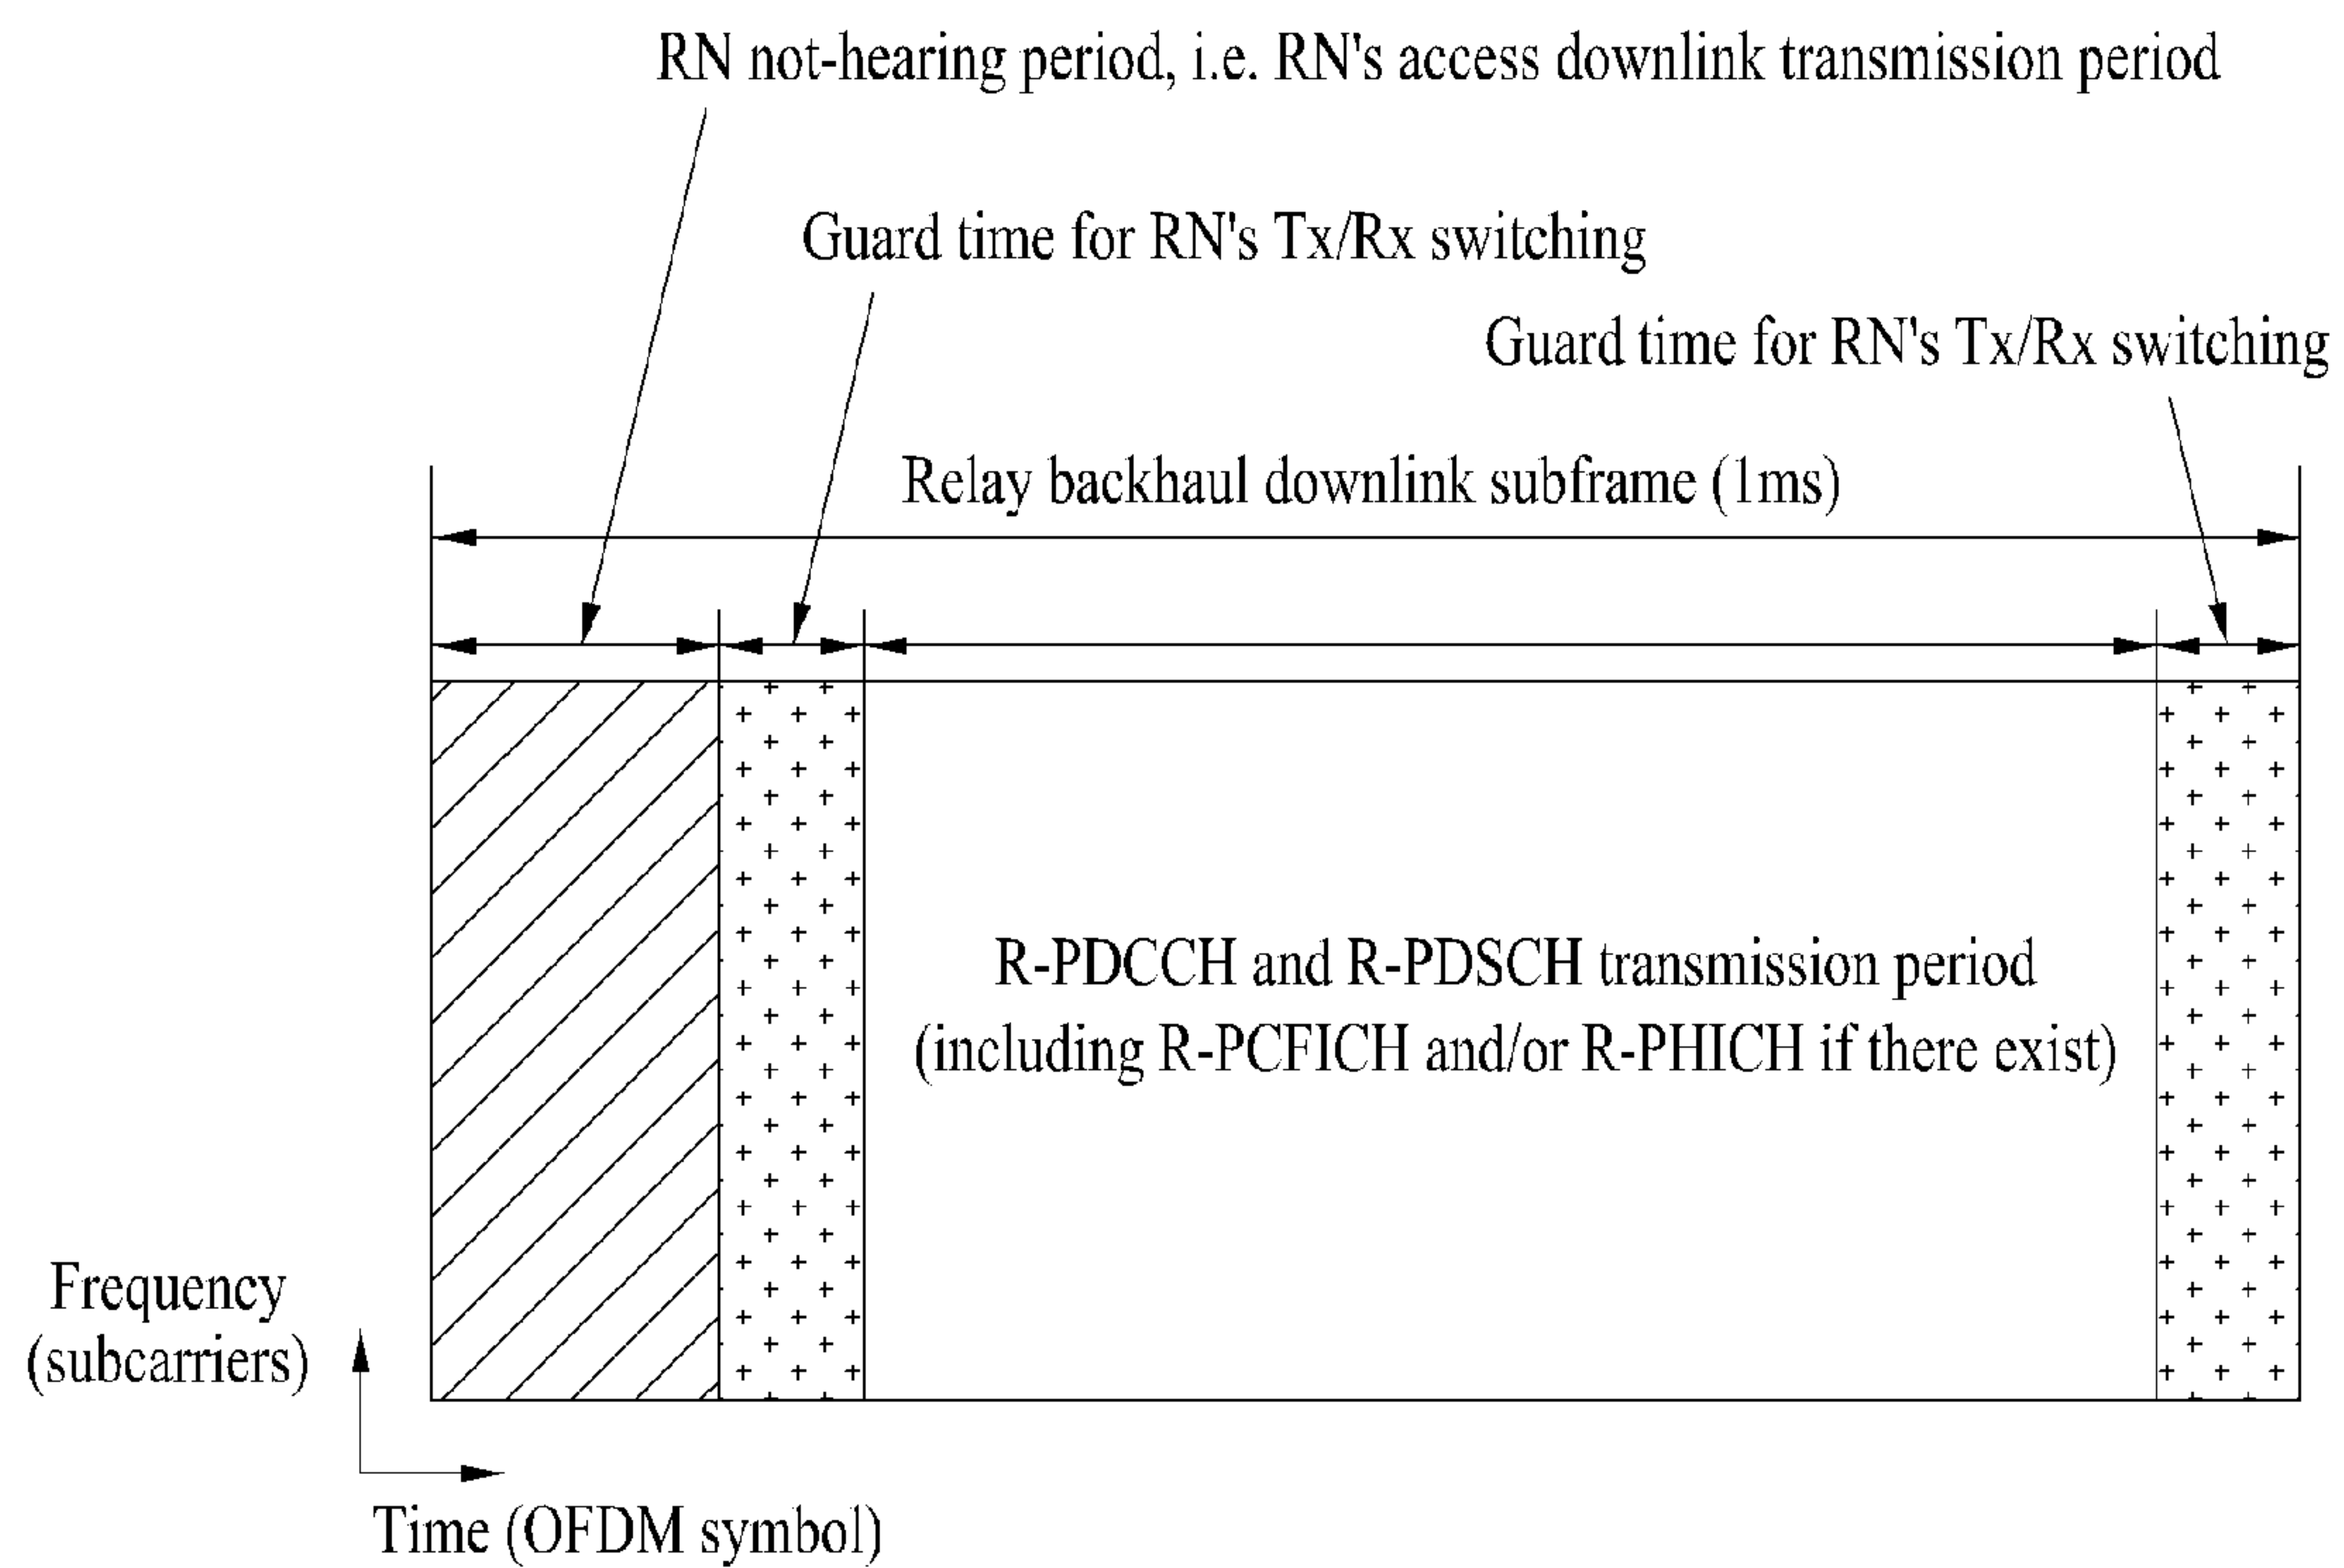 RN not-hearing period, i.e. RN's access downlink transmission period
Guard time for RN's Tx/Rx switching
Guard time for RN's Tx/Rx switching
Relay backhaul downlink subframe (1ms)
R-PDCCH and R-PDSCH transmission period
(including R-PCFICH and/or R-PHICH if there exist)
Frequency
(subcarriers)
Time (OFDM symbol)